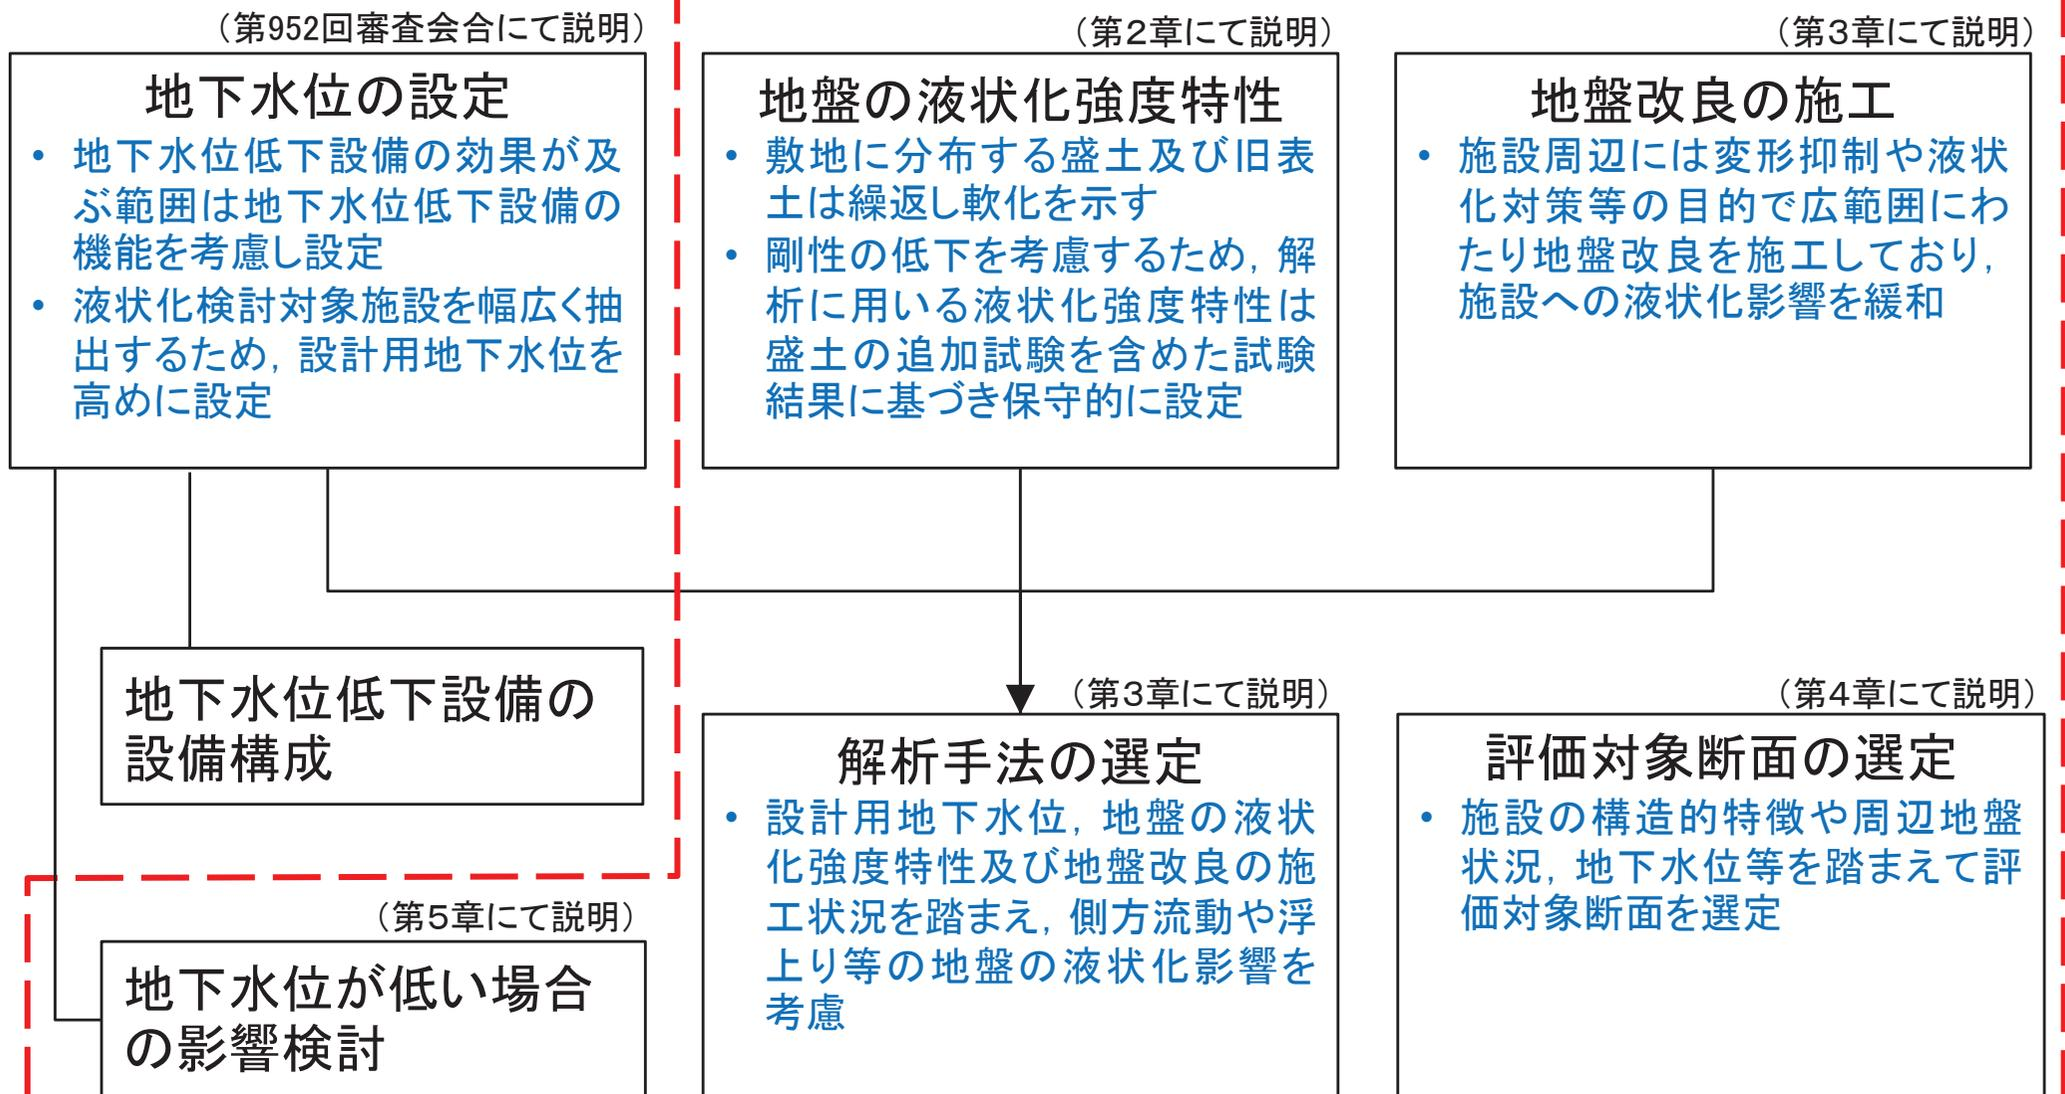 （第952回審査会合にて説明）
地下水位の設定
• 地下水位低下設備の効果が及
ぶ範囲は地下水位低下設備の
機能を考慮し設定
• 液状化検討対象施設を幅広く抽
出するため，設計用地下水位を
高めに設定
（第２章にて説明）
地盤の液状化強度特性
• 敷地に分布する盛土及び旧表
土は繰返し軟化を示す
• 剛性の低下を考慮するため，解
析に用いる液状化強度特性は
盛土の追加試験を含めた試験
結果に基づき保守的に設定
（第３章にて説明）
地盤改良の施工
• 施設周辺には変形抑制や液状
化対策等の目的で広範囲にわ
たり地盤改良を施工しており，
施設への液状化影響を緩和
地下水位低下設備の
設備構成
（第５章にて説明）
地下水位が低い場合
の影響検討
（第３章にて説明）
解析手法の選定
• 設計用地下水位，地盤の液状
化強度特性及び地盤改良の施
工状況を踏まえ，側方流動や浮
上り等の地盤の液状化影響を
考慮
（第４章にて説明）
評価対象断面の選定
• 施設の構造的特徴や周辺地盤
状況，地下水位等を踏まえて評
価対象断面を選定